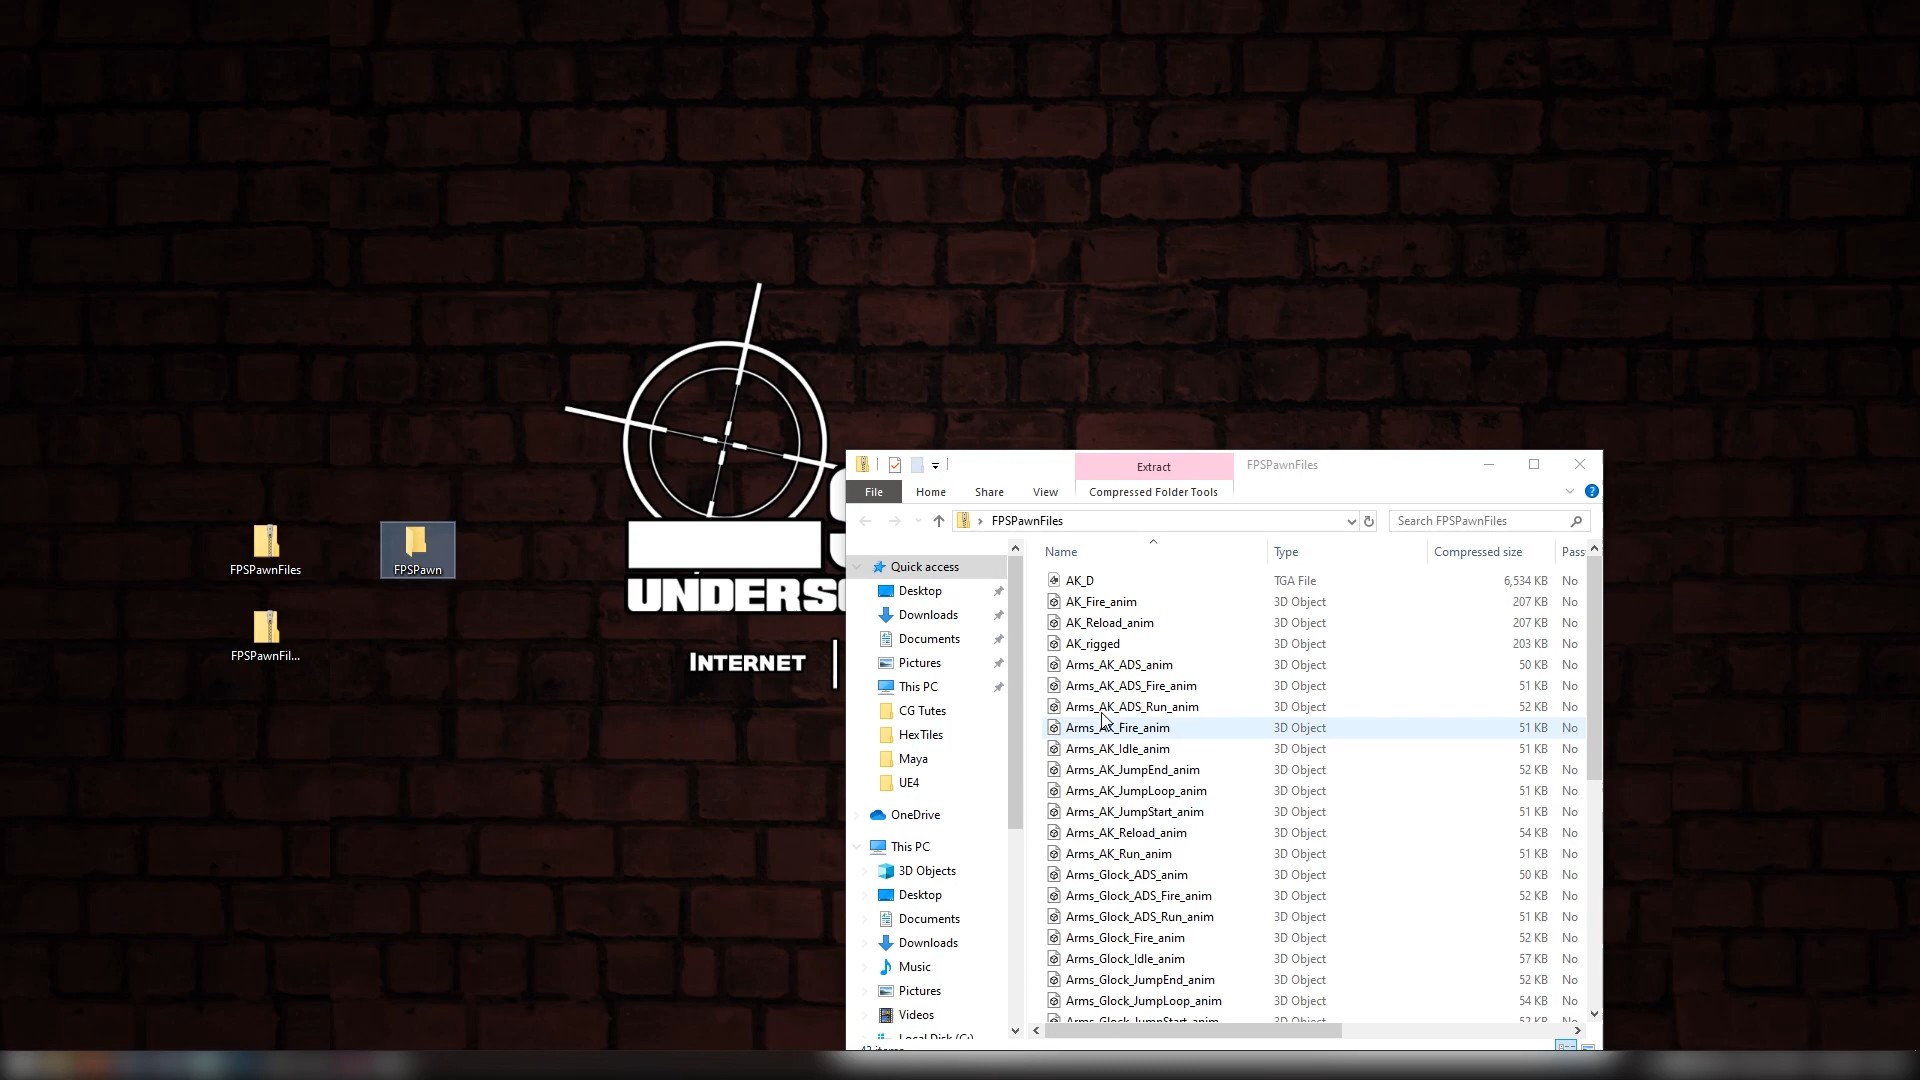 FPSPawnFiles
FPSPawn
FPSPawnFil...
UNDERS
INTERNET
Extract
FPSPawnFiles
File
Home
Share
View
Compressed Folder Tools
FPSPawnFiles
Search FPSPawnFiles
Quick access
Desktop
Downloads
Documents
Pictures
This PC
CG Tutes
HexTiles
Maya
UE4
OneDrive
This PC
3D Objects
Desktop
Documents
Downloads
Music
Pictures
Videos
Local Disk (C:)
Name Type Compressed size Pass
AK_D TGA File 6,534 KB No
AK_Fire_anim 3D Object 207 KB No
AK_Reload_anim 3D Object 207 KB No
AK_rigged 3D Object 203 KB No
Arms_AK_ADS_anim 3D Object 50 KB No
Arms_AK_ADS_Fire_anim 3D Object 51 KB No
Arms_AK_ADS_Run_anim 3D Object 52 KB No
Arms_AK_Fire_anim 3D Object 51 KB No
Arms_AK_Idle_anim 3D Object 51 KB No
Arms_AK_JumpEnd_anim 3D Object 52 KB No
Arms_AK_JumpLoop_anim 3D Object 51 KB No
Arms_AK_JumpStart_anim 3D Object 52 KB No
Arms_AK_Reload_anim 3D Object 54 KB No
Arms_AK_Run_anim 3D Object 51 KB No
Arms_Glock_ADS_anim 3D Object 50 KB No
Arms_Glock_ADS_Fire_anim 3D Object 52 KB No
Arms_Glock_ADS_Run_anim 3D Object 51 KB No
Arms_Glock_Fire_anim 3D Object 52 KB No
Arms_Glock_Idle_anim 3D Object 57 KB No
Arms_Glock_JumpEnd_anim 3D Object 52 KB No
Arms_Glock_JumpLoop_anim 3D Object 54 KB No
Arms_Glock_JumpStart_anim 3D Object 52 KB No